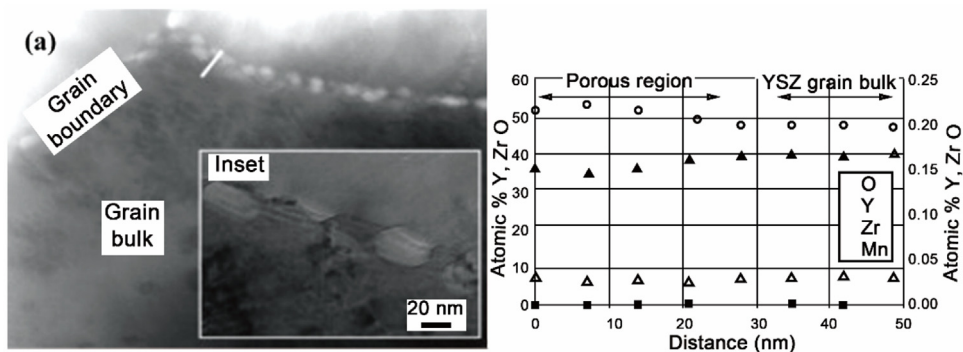 (a)
Grain
boundary
Inset
Grain
bulk
20 nm
Porous region
YSZ grain bulk
Atomic % Y, Zr O
60
50
40
30
20
10
0
0.25
0.20
0.15
0.10
0.05
0.00
Atomic % Y, Zr O
O
Y
Zr
Mn
0
10
20
30
40
50
Distance (nm)